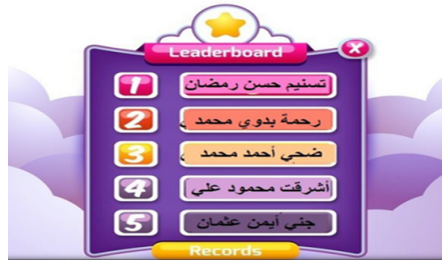 Leaderboard
1 تسنيم حسن رمضان
2 رحمة بدوي محمد
3 ضحي أحمد محمد
4 أشرقت محمود علي
5 جني أيمن عثمان
Records